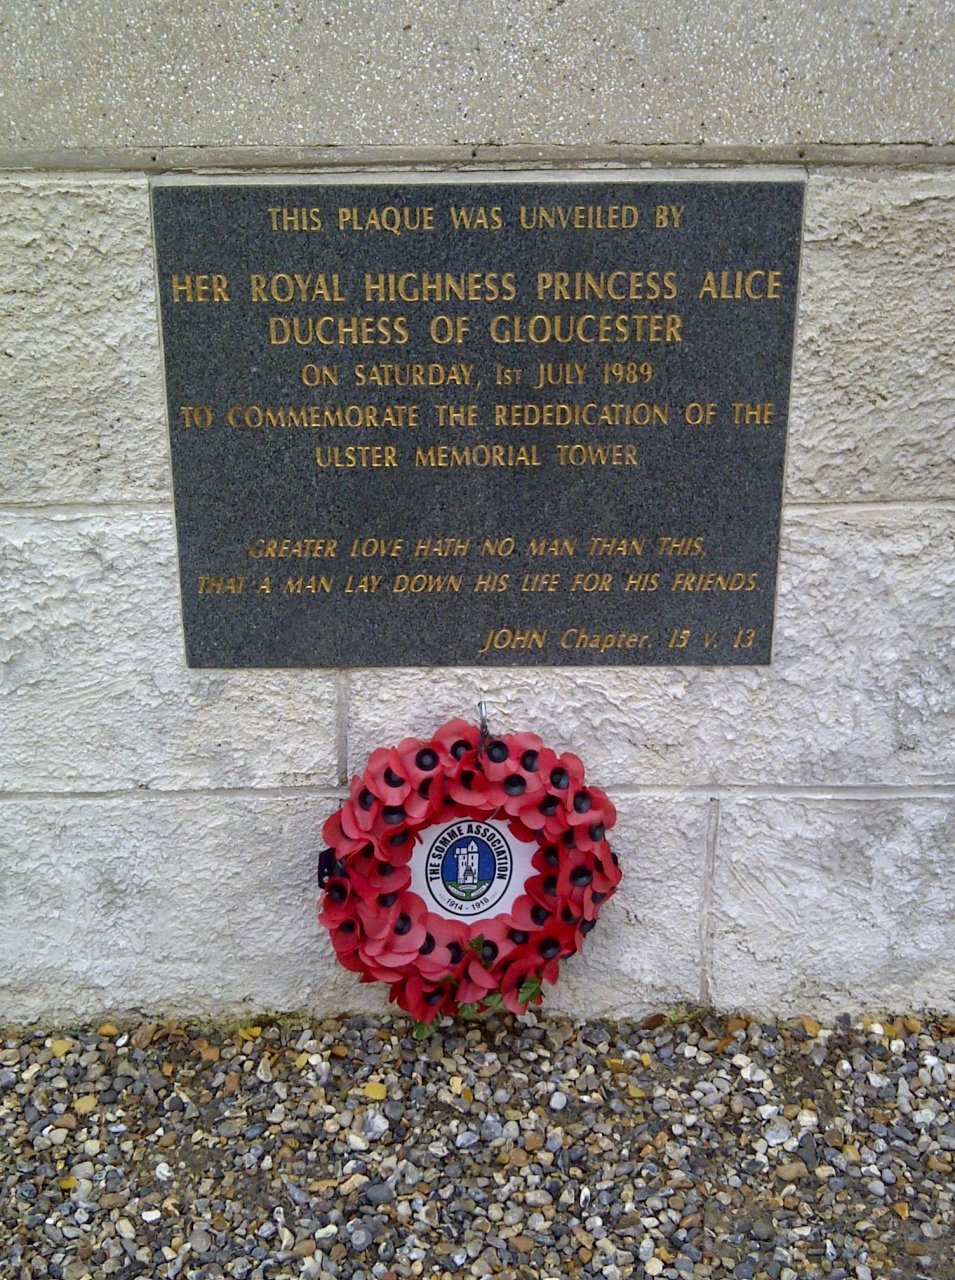 THIS PLAQUE WAS UNVEILED BY
HER ROYAL HIGHNESS PRINCESS ALICE
DUCHESS OF GLOUCESTER
ON SATURDAY, 1ST JULY 1989
TO COMMEMORATE THE REDEDICATION OF THE
ULSTER MEMORIAL TOWER
GREATER LOVE HATH NO MAN THAN THIS,
THAT A MAN LAY DOWN HIS LIFE FOR HIS FRIENDS.
JOHN Chapter. 15 v. 13
THE SOMME ASSOCIATION
1914 - 1918